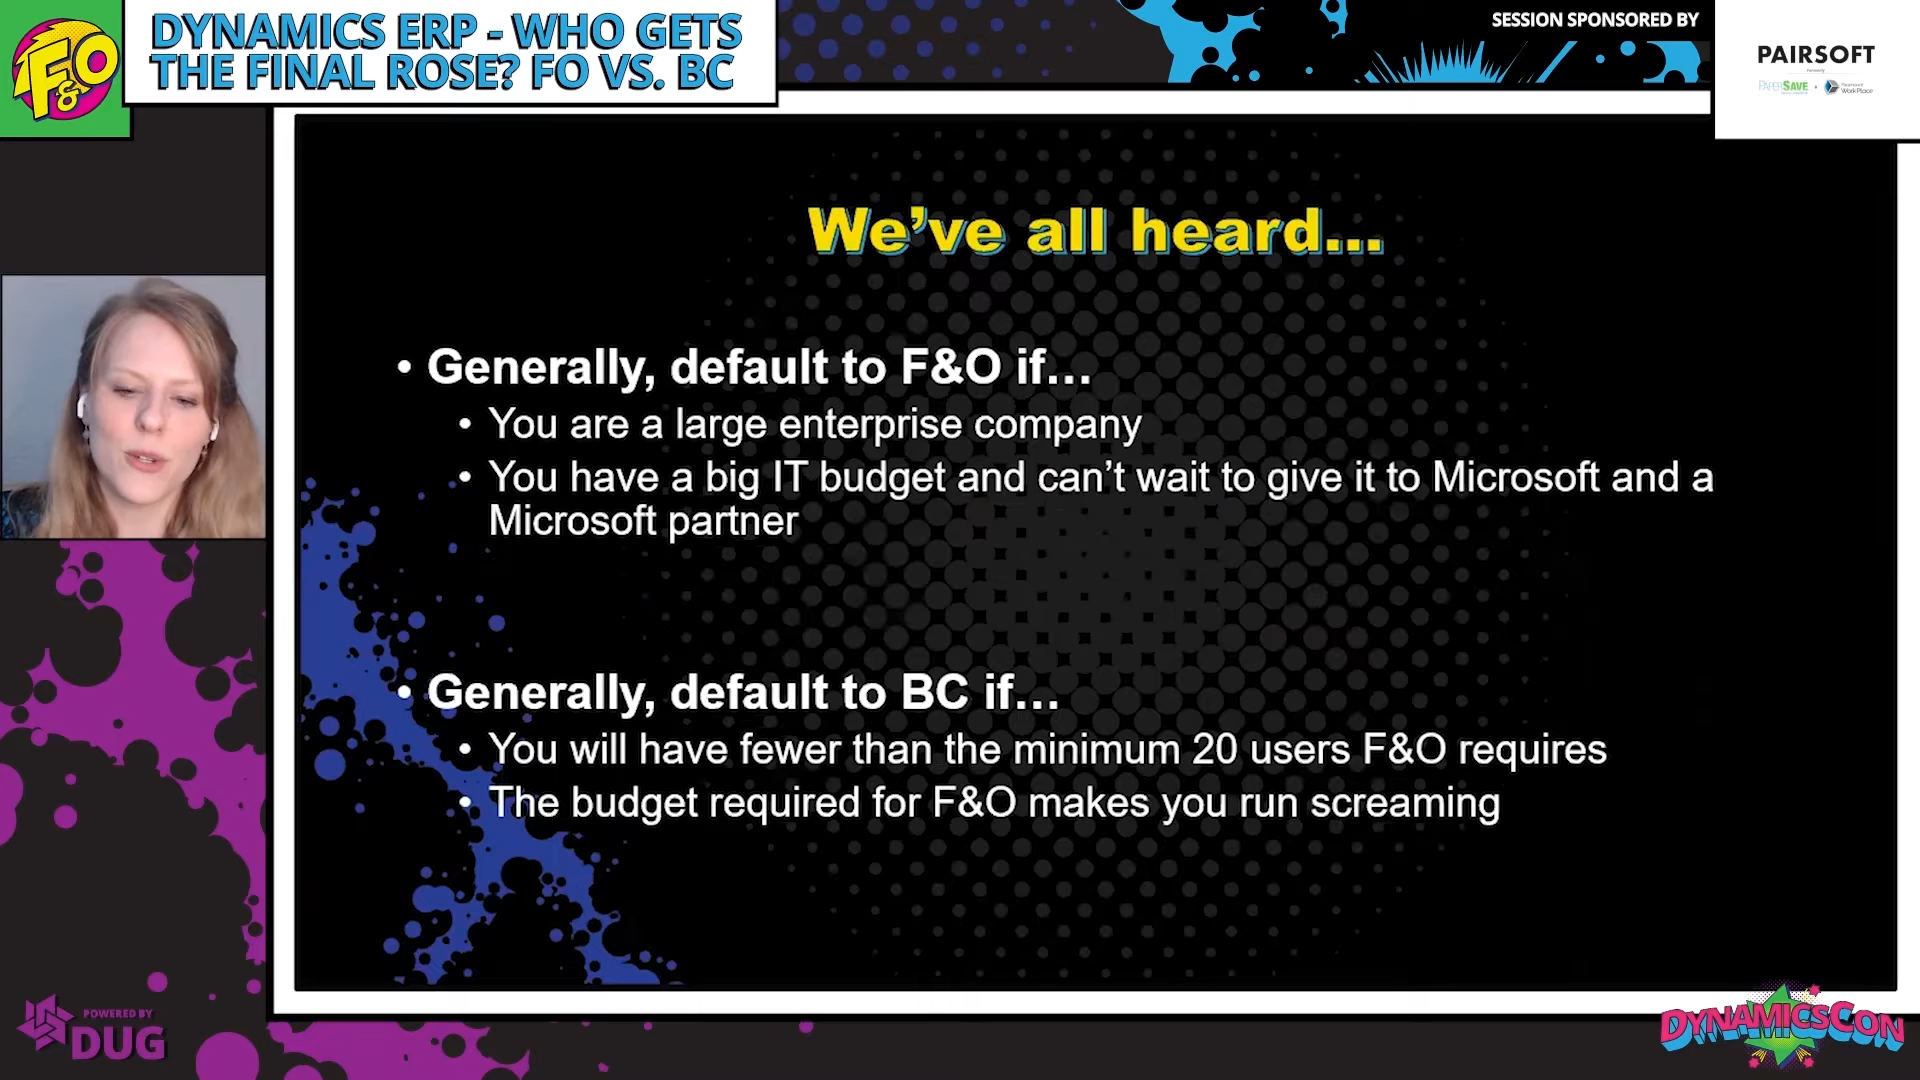 F&O
DYNAMICS ERP - WHO GETS
THE FINAL ROSE? FO VS. BC
SESSION SPONSORED BY
PAIRSOFT
PAPERSAVE
WorkPlace
We've all heard...
• Generally, default to F&O if...
• You are a large enterprise company
• You have a big IT budget and can't wait to give it to Microsoft and a
Microsoft partner
• Generally, default to BC if...
• You will have fewer than the minimum 20 users F&O requires
• The budget required for F&O makes you run screaming
POWERED BY
DUG
DYNAMICSCON